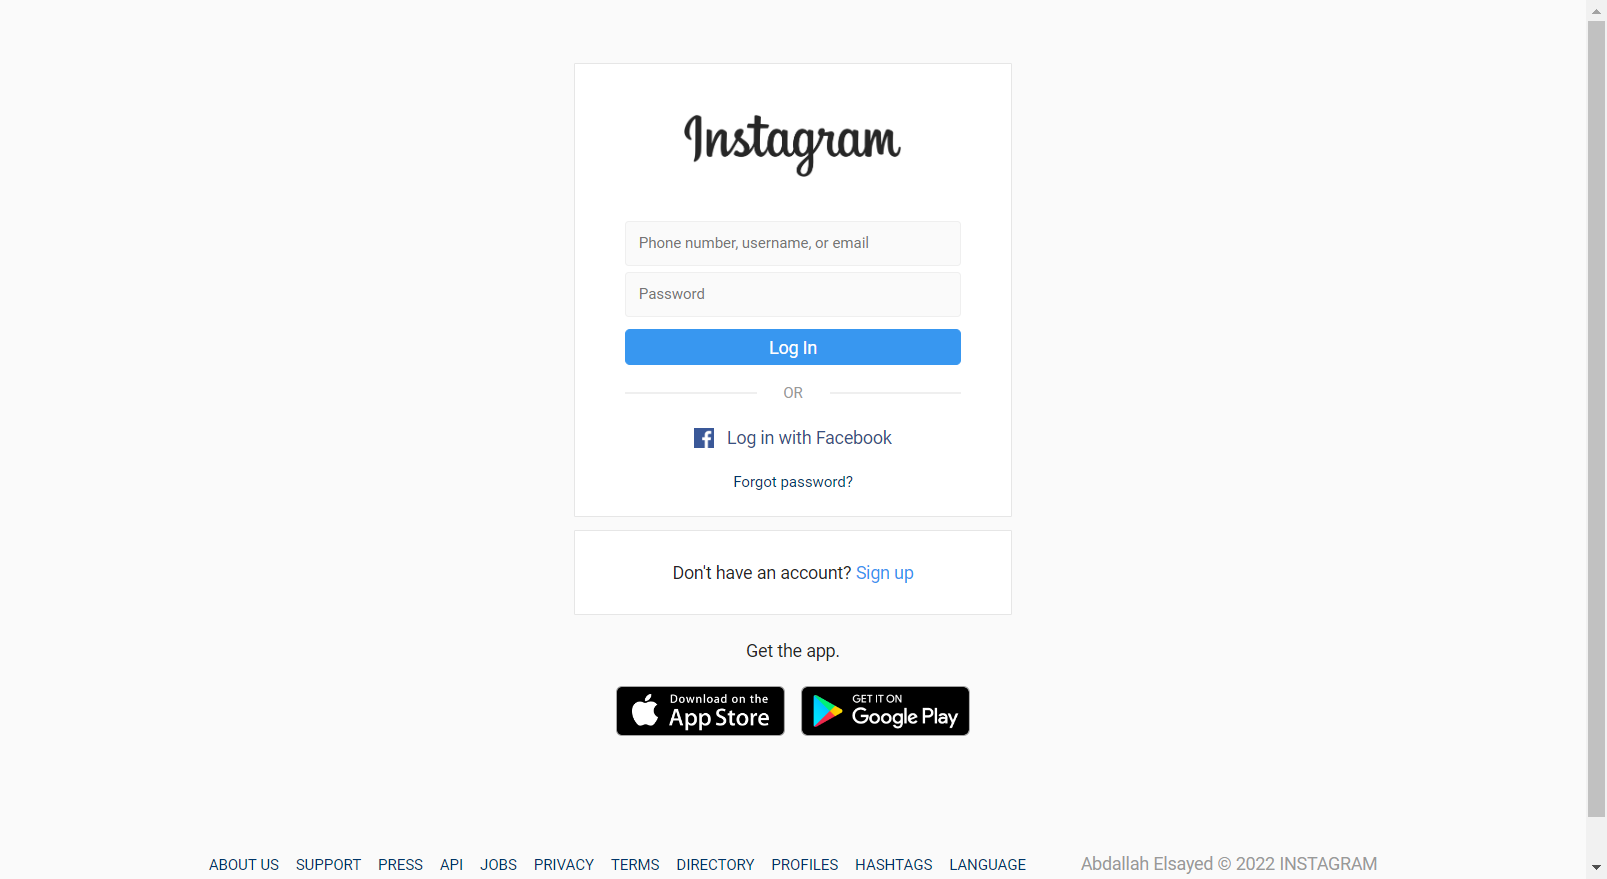 Instagram
Phone number, username, or email
Password
Log In
OR
Log in with Facebook
Forgot password?
Don't have an account? Sign up
Get the app.
Download on the
App Store
GET IT ON
Google Play
ABOUT US SUPPORT PRESS API JOBS PRIVACY TERMS DIRECTORY PROFILES HASHTAGS LANGUAGE Abdallah Elsayed © 2022 INSTAGRAM